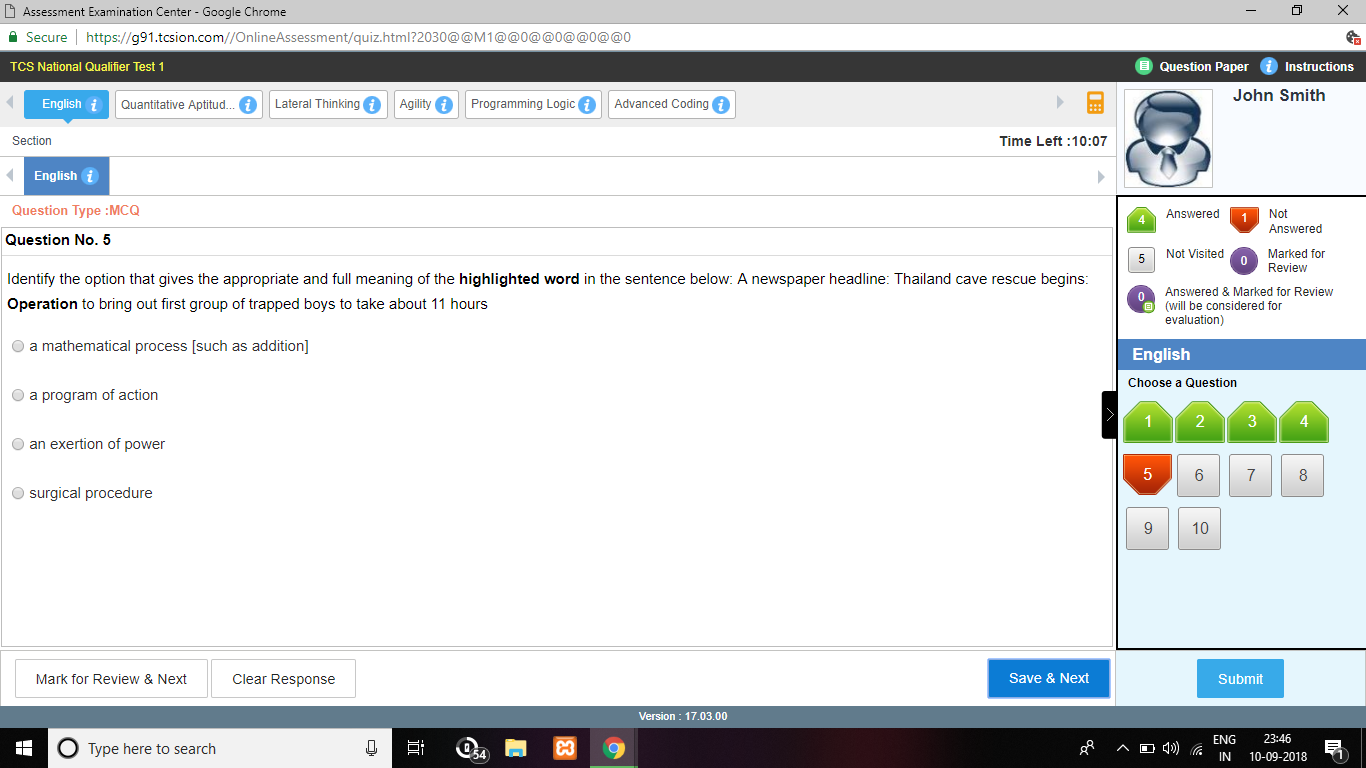 Assessment Examination Center - Google Chrome
Secure https://g91.tcsion.com//OnlineAssessment/quiz.html?2030@@M1@@0@@0@@0@@0
TCS National Qualifier Test 1
Question Paper
Instructions
English
Quantitative Aptitud...
Lateral Thinking
Agility
Programming Logic
Advanced Coding
John Smith
Section
Time Left :10:07
English
Question Type :MCQ
Question No. 5
Identify the option that gives the appropriate and full meaning of the highlighted word in the sentence below: A newspaper headline: Thailand cave rescue begins:
Operation to bring out first group of trapped boys to take about 11 hours
a mathematical process [such as addition]
a program of action
an exertion of power
surgical procedure
4 Answered
1 Not
Answered
5 Not Visited
0 Marked for
Review
0 Answered & Marked for Review
(will be considered for
evaluation)
English
Choose a Question
1 2 3 4
5 6 7 8
9 10
Mark for Review & Next
Clear Response
Save & Next
Submit
Version : 17.03.00
Type here to search
54
ENG
IN
23:46
10-09-2018
1